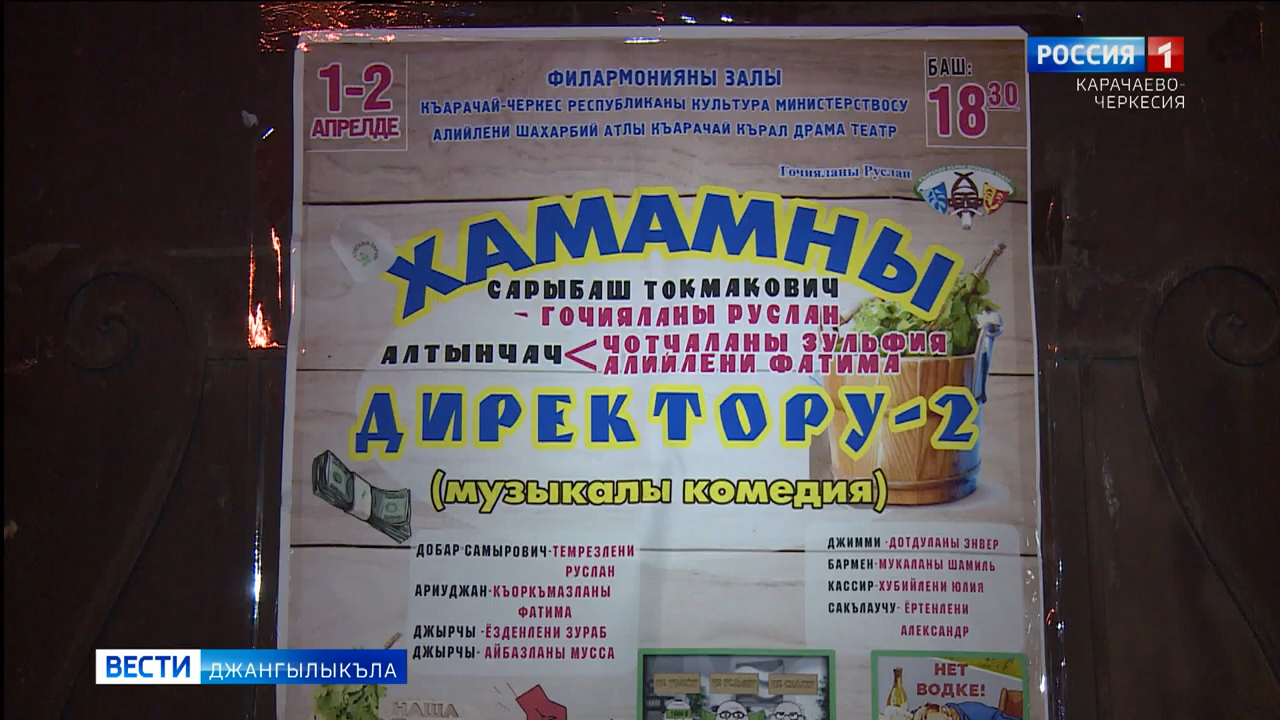 1-2
АПРЕЛДЕ
ФИЛАРМОНИЯНЫ ЗАЛЫ
КЪАРАЧАЙ-ЧЕРКЕС РЕСПУБЛИКАНЫ КУЛЬТУРА МИНИСТЕРСТВОСУ
АЛИЙЛЕНИ ШАХАРБИЙ АТЛЫ КЪАРАЧАЙ КЪРАЛ ДРАМА ТЕАТР
БАШ:
18 30
РОССИЯ 1
КАРАЧАЕВО-
ЧЕРКЕСИЯ
Гочияланы Руслан
ХАМАМНЫ
САРЫБАШ ТОКМАКОВИЧ
- ГОЧИЯЛАНЫ РУСЛАН
АЛТЫНЧАЧ < ЧОТЧАЛАНЫ ЗУЛЬФИЯ
АЛИЙЛЕНИ ФАТИМА
ДИРЕКТОРУ-2
(музыкалы комедия)
ДОБАР САМЫРОВИЧ-ТЕМРЕЗЛЕНИ
РУСЛАН
АРИУДЖАН-КЪОРКЪМАЗЛАНЫ
ФАТИМА
ДЖЫРЧЫ -ЁЗДЕНЛЕНИ ЗУРАБ
ДЖЫРЧЫ- АЙБАЗЛАНЫ МУССА
ДЖИММИ -ДОТДУЛАНЫ ЭНВЕР
БАРМЕН-МУКАЛАНЫ ШАМИЛЬ
КАССИР-ХУБИЙЛЕНИ ЮЛИЯ
САКЪЛАУЧУ- ЁРТЕНЛЕНИ
АЛЕКСАНДР
ВЕСТИ ДЖАНГЫЛЫКЪЛА
НАША
НЕТ
ВОДКЕ!